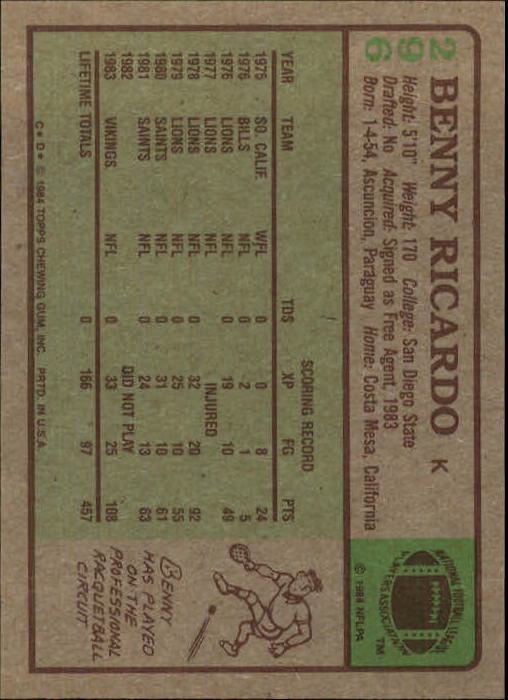 296
BENNY RICARDO K
Height: 5'10" Weight: 170 College: San Diego State
Drafted: No Acquired: Signed as Free Agent, 1983
Born: 1-4-54, Ascuncion, Paraguay Home: Costa Mesa, California
NATIONAL FOOTBALL LEAGUE
PLAYERS ASSOCIATION
TM
© 1984 NFLPA
SCORING RECORD
YEAR TEAM TDS XP FG PTS
1975 SO. CALIF. WFL 0 0 8 24
1976 BILLS NFL 0 2 1 5
1976 LIONS NFL 0 19 10 49
1977 LIONS NFL INJURED
1978 LIONS NFL 0 32 20 92
1979 LIONS NFL 0 25 10 55
1980 SAINTS NFL 0 31 10 61
1981 SAINTS NFL 0 24 13 63
1982 DID NOT PLAY
1983 VIKINGS NFL 0 33 25 108
LIFETIME TOTALS 0 166 97 457
BENNY
HAS PLAYED
ON THE
PROFESSIONAL
RACQUETBALL
CIRCUIT
C★D★ © 1984 TOPPS CHEWING GUM, INC. PRTD. IN U.S.A.